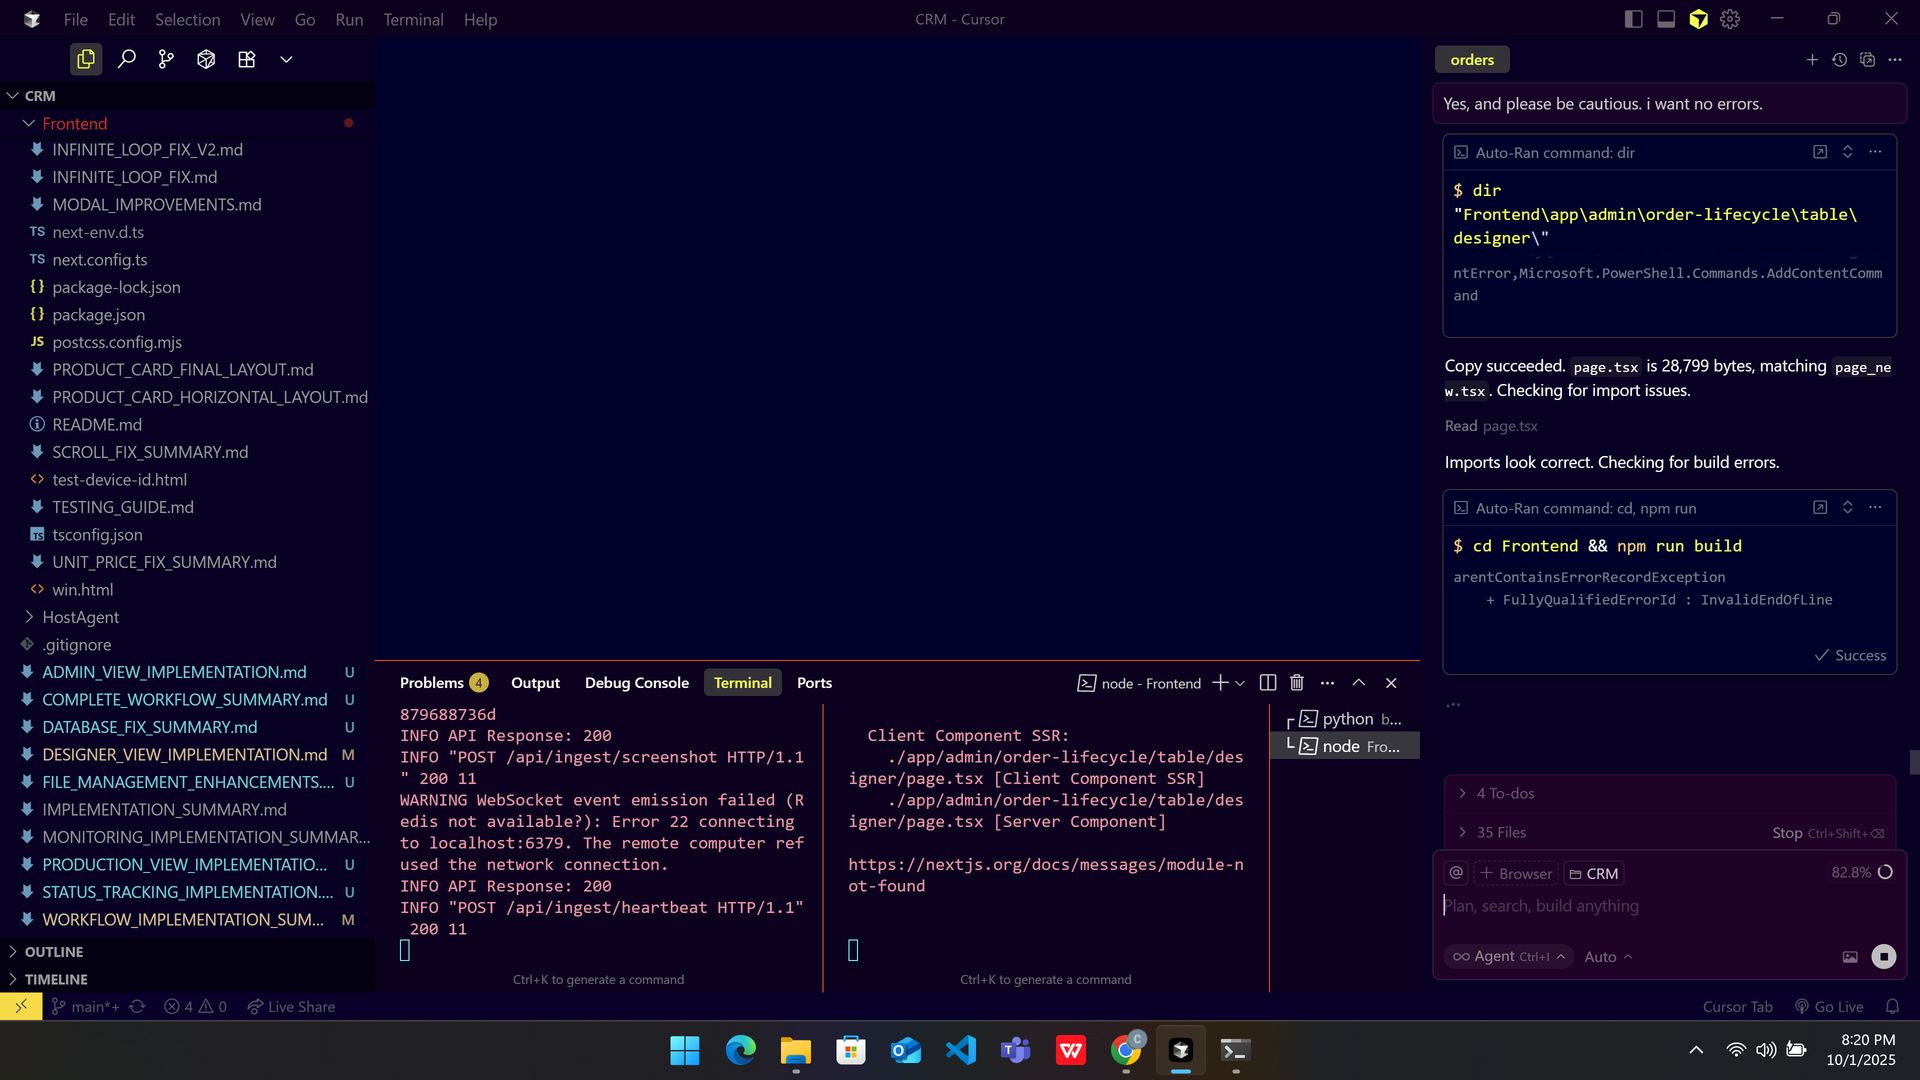 File Edit Selection View Go Run Terminal Help
CRM - Cursor
CRM
Frontend
INFINITE_LOOP_FIX_V2.md
INFINITE_LOOP_FIX.md
MODAL_IMPROVEMENTS.md
TS next-env.d.ts
TS next.config.ts
{} package-lock.json
{} package.json
JS postcss.config.mjs
PRODUCT_CARD_FINAL_LAYOUT.md
PRODUCT_CARD_HORIZONTAL_LAYOUT.md
README.md
SCROLL_FIX_SUMMARY.md
<> test-device-id.html
TESTING_GUIDE.md
TS tsconfig.json
UNIT_PRICE_FIX_SUMMARY.md
<> win.html
HostAgent
.gitignore
ADMIN_VIEW_IMPLEMENTATION.md U
COMPLETE_WORKFLOW_SUMMARY.md U
DATABASE_FIX_SUMMARY.md U
DESIGNER_VIEW_IMPLEMENTATION.md M
FILE_MANAGEMENT_ENHANCEMENTS.... U
IMPLEMENTATION_SUMMARY.md
MONITORING_IMPLEMENTATION_SUMMAR...
PRODUCTION_VIEW_IMPLEMENTATIO... U
STATUS_TRACKING_IMPLEMENTATION.... U
WORKFLOW_IMPLEMENTATION_SUM... M
OUTLINE
TIMELINE
Problems 4 Output Debug Console Terminal Ports
node - Frontend
879688736d
INFO API Response: 200
INFO "POST /api/ingest/screenshot HTTP/1.1
" 200 11
WARNING WebSocket event emission failed (R
edis not available?): Error 22 connecting
to localhost:6379. The remote computer ref
used the network connection.
INFO API Response: 200
INFO "POST /api/ingest/heartbeat HTTP/1.1"
200 11
Ctrl+K to generate a command
Client Component SSR:
./app/admin/order-lifecycle/table/des
igner/page.tsx [Client Component SSR]
./app/admin/order-lifecycle/table/des
igner/page.tsx [Server Component]
https://nextjs.org/docs/messages/module-n
ot-found
Ctrl+K to generate a command
python b...
node Fro...
orders
Yes, and please be cautious. i want no errors.
Auto-Ran command: dir
$ dir
"Frontend\app\admin\order-lifecycle\table\
designer\"
ntError,Microsoft.PowerShell.Commands.AddContentComm
and
Copy succeeded. page.tsx is 28,799 bytes, matching page_ne
w.tsx. Checking for import issues.
Read page.tsx
Imports look correct. Checking for build errors.
Auto-Ran command: cd, npm run
$ cd Frontend && npm run build
arentContainsErrorRecordException
+ FullyQualifiedErrorId : InvalidEndOfLine
Success
4 To-dos
35 Files
Stop Ctrl+Shift+⌫
@ + Browser CRM 82.8%
Plan, search, build anything
Agent Ctrl+I Auto
main*+ 4 0 Live Share
Cursor Tab Go Live
C
8:20 PM
10/1/2025